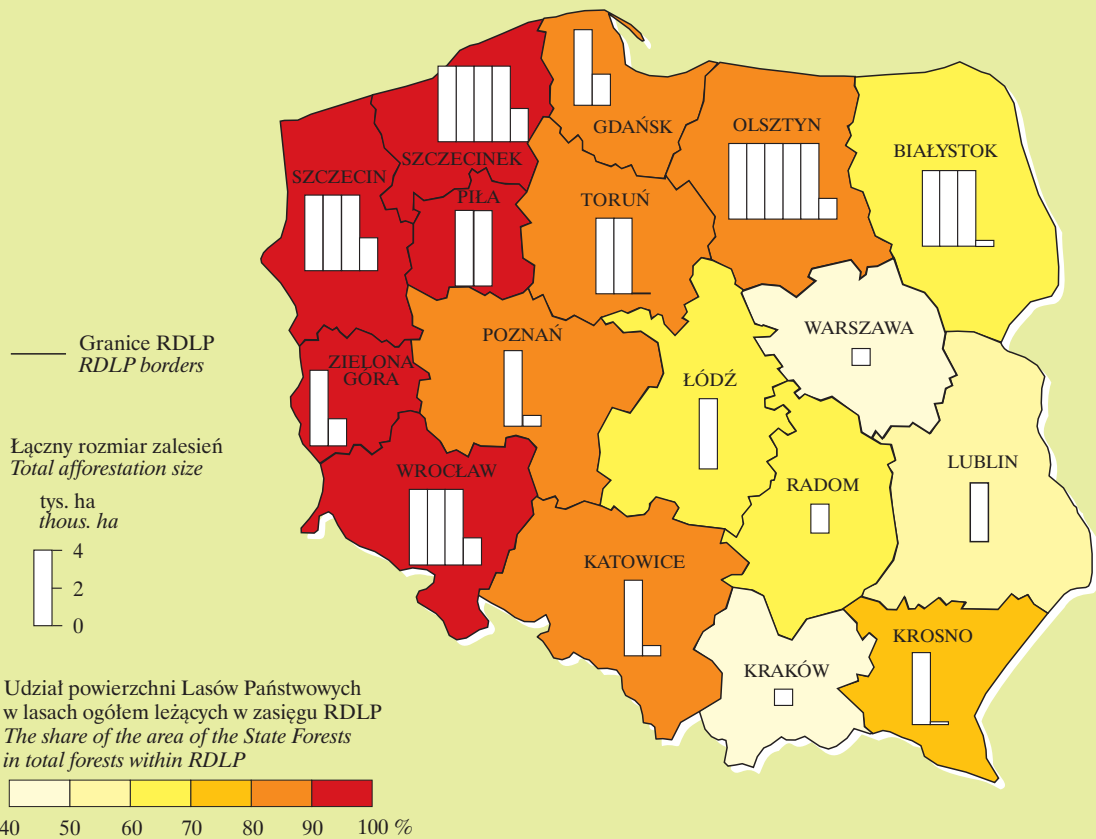 GDAŃSK
OLSZTYN
BIAŁYSTOK
SZCZECINEK
SZCZECIN
PIŁA
TORUŃ
WARSZAWA
POZNAŃ
ZIELONA
GÓRA
ŁÓDŹ
LUBLIN
WROCŁAW
RADOM
KATOWICE
KROSNO
KRAKÓW
Granice RDLP
RDLP borders
Łączny rozmiar zalesień
Total afforestation size
tys. ha
thous. ha
4
2
0
Udział powierzchni Lasów Państwowych
w lasach ogółem leżących w zasięgu RDLP
The share of the area of the State Forests
in total forests within RDLP
40 50 60 70 80 90 100 %